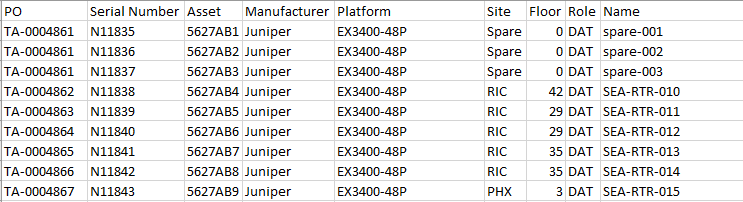 PO Serial Number Asset Manufacturer Platform Site Floor Role Name
TA-0004861 N11835 5627AB1 Juniper EX3400-48P Spare 0 DAT spare-001
TA-0004861 N11836 5627AB2 Juniper EX3400-48P Spare 0 DAT spare-002
TA-0004861 N11837 5627AB3 Juniper EX3400-48P Spare 0 DAT spare-003
TA-0004862 N11838 5627AB4 Juniper EX3400-48P RIC 42 DAT SEA-RTR-010
TA-0004863 N11839 5627AB5 Juniper EX3400-48P RIC 29 DAT SEA-RTR-011
TA-0004864 N11840 5627AB6 Juniper EX3400-48P RIC 29 DAT SEA-RTR-012
TA-0004865 N11841 5627AB7 Juniper EX3400-48P RIC 35 DAT SEA-RTR-013
TA-0004866 N11842 5627AB8 Juniper EX3400-48P RIC 35 DAT SEA-RTR-014
TA-0004867 N11843 5627AB9 Juniper EX3400-48P PHX 3 DAT SEA-RTR-015